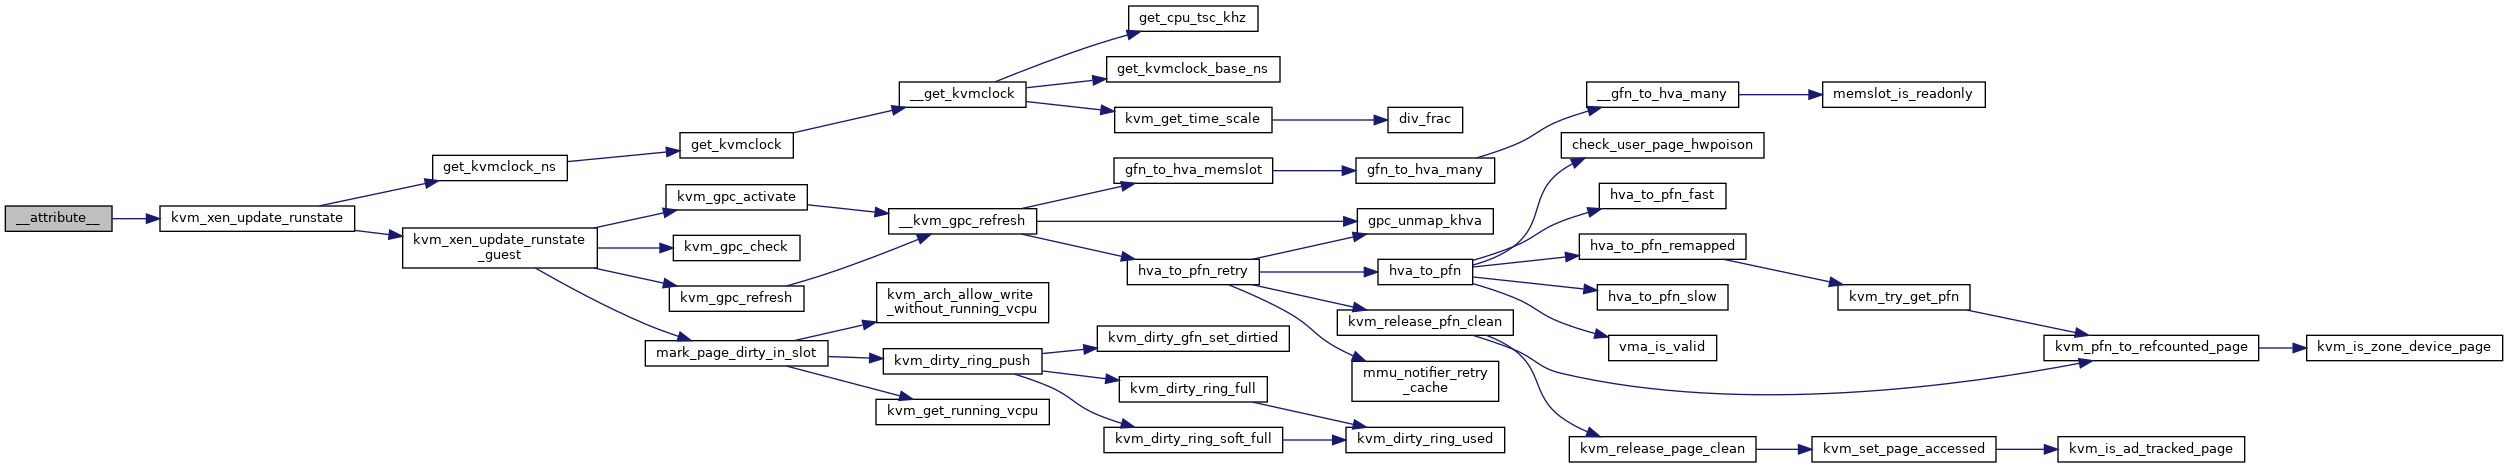 __attribute__
kvm_xen_update_runstate
get_kvmclock_ns
get_kvmclock
__get_kvmclock
get_cpu_tsc_khz
get_kvmclock_base_ns
kvm_get_time_scale
div_frac
kvm_xen_update_runstate
_guest
kvm_gpc_activate
__kvm_gpc_refresh
gfn_to_hva_memslot
gfn_to_hva_many
__gfn_to_hva_many
memslot_is_readonly
gpc_unmap_khva
hva_to_pfn_retry
hva_to_pfn
check_user_page_hwpoison
hva_to_pfn_fast
hva_to_pfn_remapped
kvm_try_get_pfn
kvm_pfn_to_refcounted_page
kvm_is_zone_device_page
hva_to_pfn_slow
vma_is_valid
kvm_release_pfn_clean
kvm_release_page_clean
kvm_set_page_accessed
kvm_is_ad_tracked_page
mmu_notifier_retry
_cache
kvm_gpc_check
kvm_gpc_refresh
mark_page_dirty_in_slot
kvm_arch_allow_write
_without_running_vcpu
kvm_dirty_ring_push
kvm_dirty_gfn_set_dirtied
kvm_dirty_ring_full
kvm_dirty_ring_used
kvm_dirty_ring_soft_full
kvm_get_running_vcpu